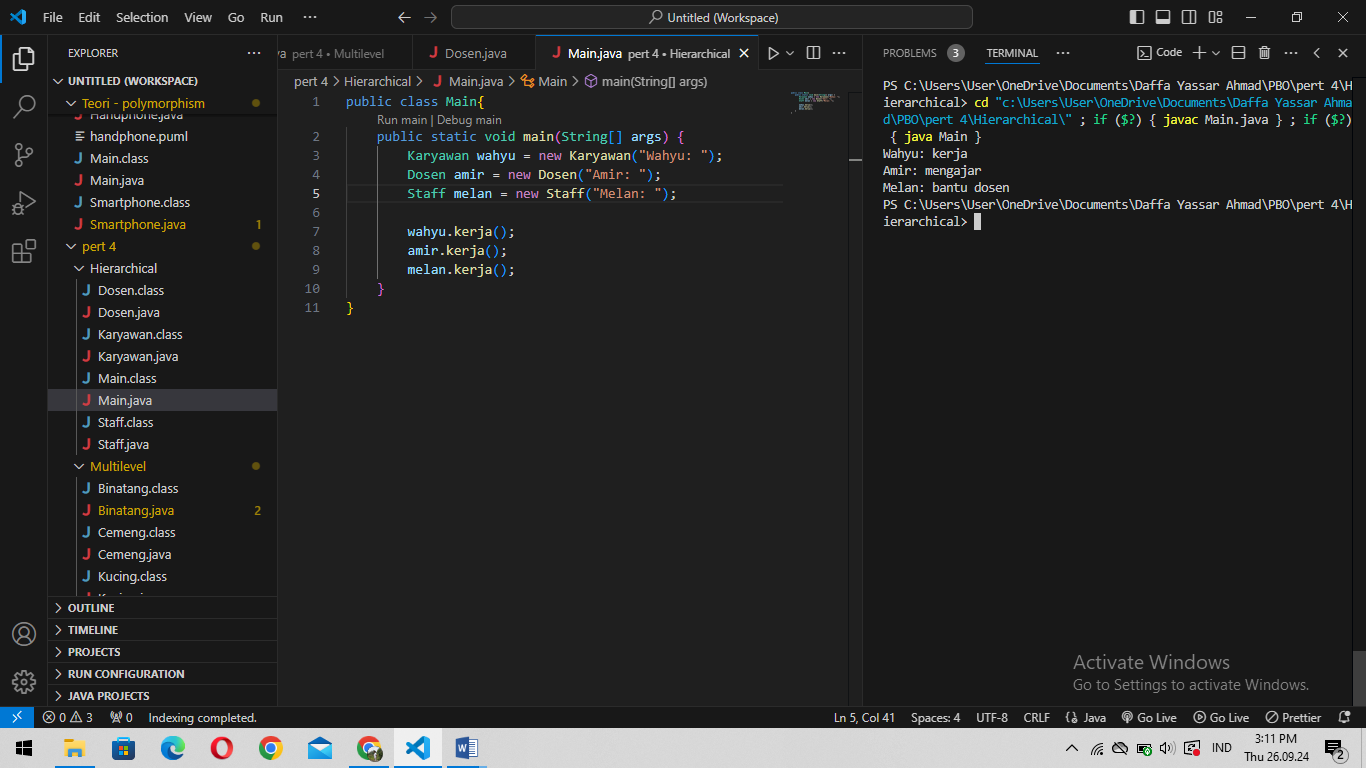 File Edit Selection View Go Run ··· Untitled (Workspace)
EXPLORER ···
UNTITLED (WORKSPACE)
Teori - polymorphism
Handphone.java
handphone.puml
Main.class
Main.java
Smartphone.class
Smartphone.java 1
pert 4
Hierarchical
Dosen.class
Dosen.java
Karyawan.class
Karyawan.java
Main.class
Main.java
Staff.class
Staff.java
Multilevel
Binatang.class
Binatang.java 2
Cemeng.class
Cemeng.java
Kucing.class
OUTLINE
TIMELINE
PROJECTS
RUN CONFIGURATION
JAVA PROJECTS
va pert 4 • Multilevel Dosen.java Main.java pert 4 • Hierarchical ···
pert 4 > Hierarchical > Main.java > Main > main(String[] args)
1 public class Main{
Run main | Debug main
2 public static void main(String[] args) {
3 Karyawan wahyu = new Karyawan("Wahyu: ");
4 Dosen amir = new Dosen("Amir: ");
5 Staff melan = new Staff("Melan: ");
6
7 wahyu.kerja();
8 amir.kerja();
9 melan.kerja();
10 }
11 }
PROBLEMS 3 TERMINAL ··· Code ···
PS C:\Users\User\OneDrive\Documents\Daffa Yassar Ahmad\PBO\pert 4\H
ierarchical> cd "c:\Users\User\OneDrive\Documents\Daffa Yassar Ahma
d\PBO\pert 4\Hierarchical\" ; if ($?) { javac Main.java } ; if ($?)
{ java Main }
Wahyu: kerja
Amir: mengajar
Melan: bantu dosen
PS C:\Users\User\OneDrive\Documents\Daffa Yassar Ahmad\PBO\pert 4\H
ierarchical>
Activate Windows
Go to Settings to activate Windows.
0 3 0 Indexing completed. Ln 5, Col 41 Spaces: 4 UTF-8 CRLF Java Go Live Go Live Prettier
IND 3:11 PM
Thu 26.09.24 2